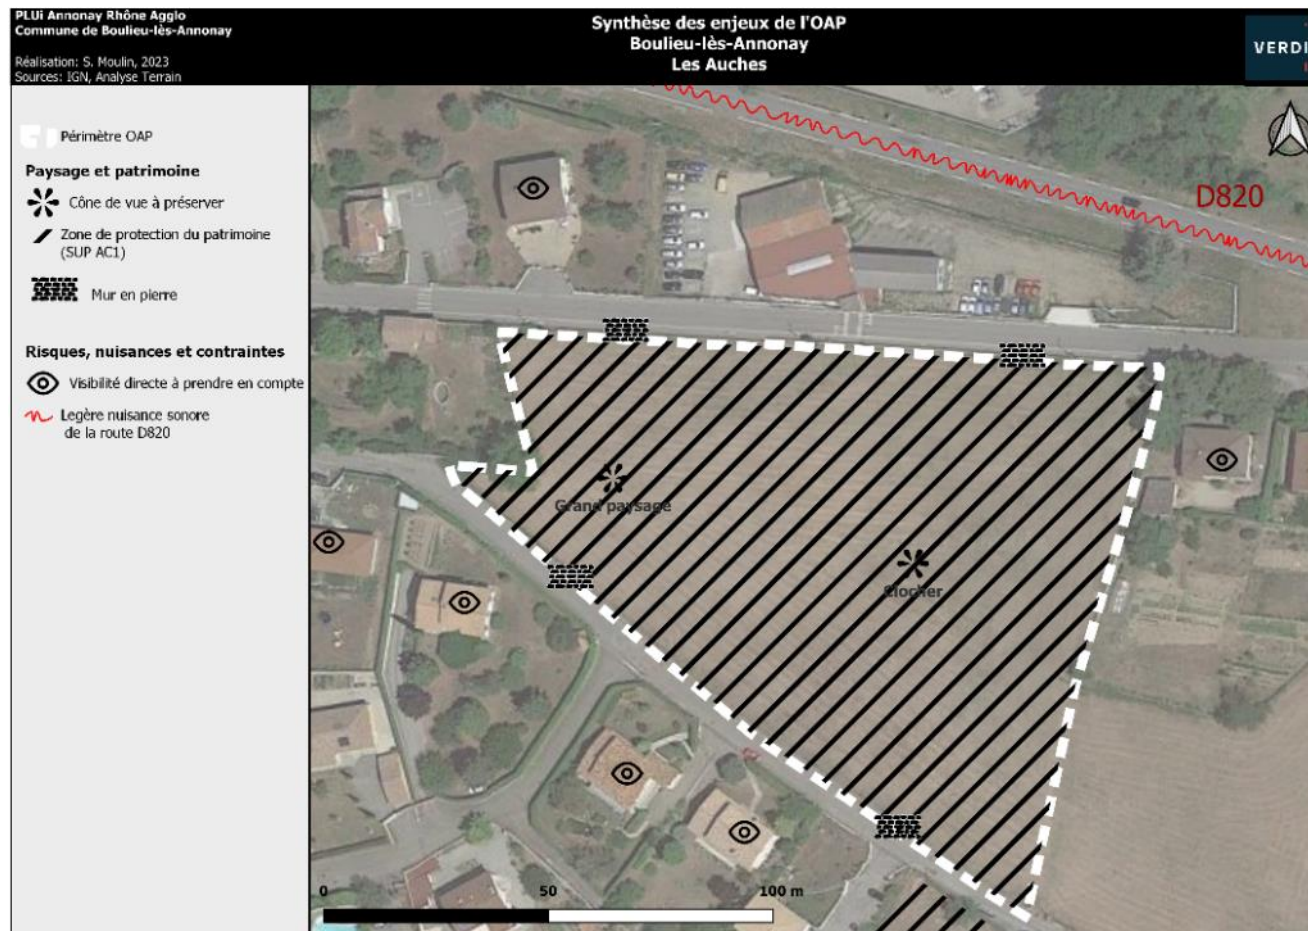 PLUi Annonay Rhône Agglo
Commune de Boulieu-lès-Annonay
Réalisation: S. Moulin, 2023
Sources: IGN, Analyse Terrain
Synthèse des enjeux de l'OAP
Boulieu-lès-Annonay
Les Auches
VERDI
Périmètre OAP
Paysage et patrimoine
Cône de vue à préserver
Zone de protection du patrimoine
(SUP AC1)
Mur en pierre
Risques, nuisances et contraintes
Visibilité directe à prendre en compte
Legère nuisance sonore
de la route D820
D820
Grand paysage
Clocher
0 50 100 m